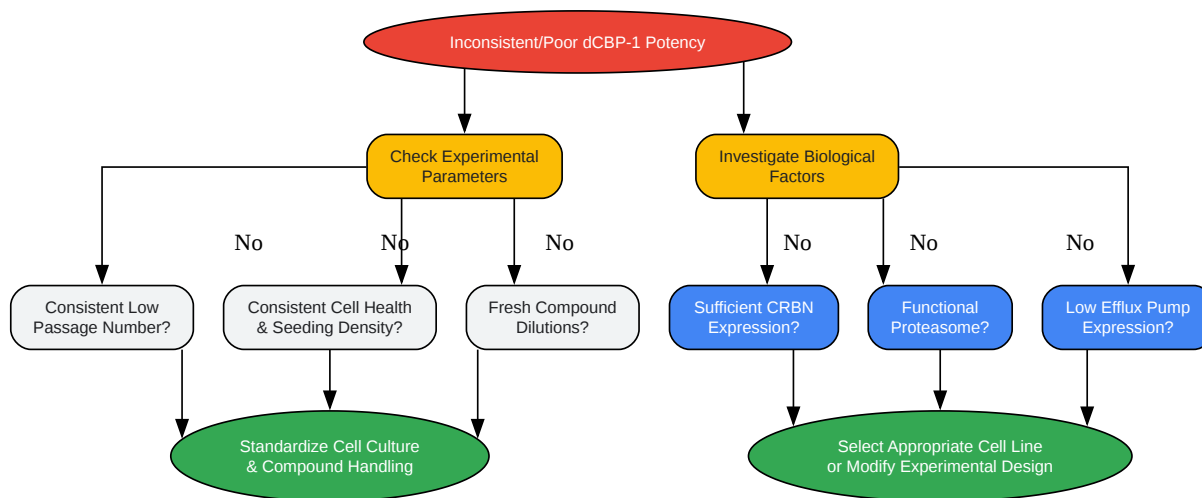 Inconsistent/Poor dCBP-1 Potency
Check Experimental
Parameters
Investigate Biological
Factors
No
No
No
No
No
No
Consistent Low
Passage Number?
Consistent Cell Health
& Seeding Density?
Fresh Compound
Dilutions?
Sufficient CRBN
Expression?
Functional
Proteasome?
Low Efflux Pump
Expression?
Standardize Cell Culture
& Compound Handling
Select Appropriate Cell Line
or Modify Experimental Design